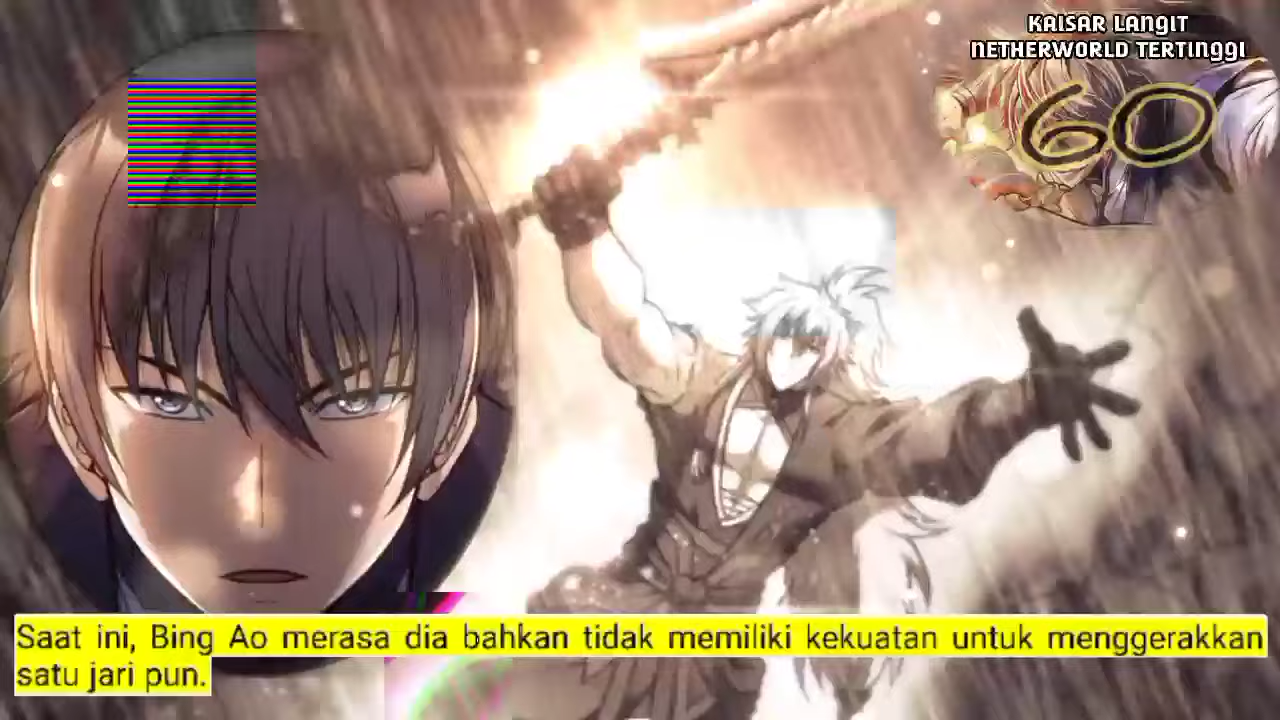 KAISAR LANGIT
NETHERWORLD TERTINGGI
60
Saat ini, Bing Ao merasa dia bahkan tidak memiliki kekuatan untuk menggerakkan
satu jari pun.